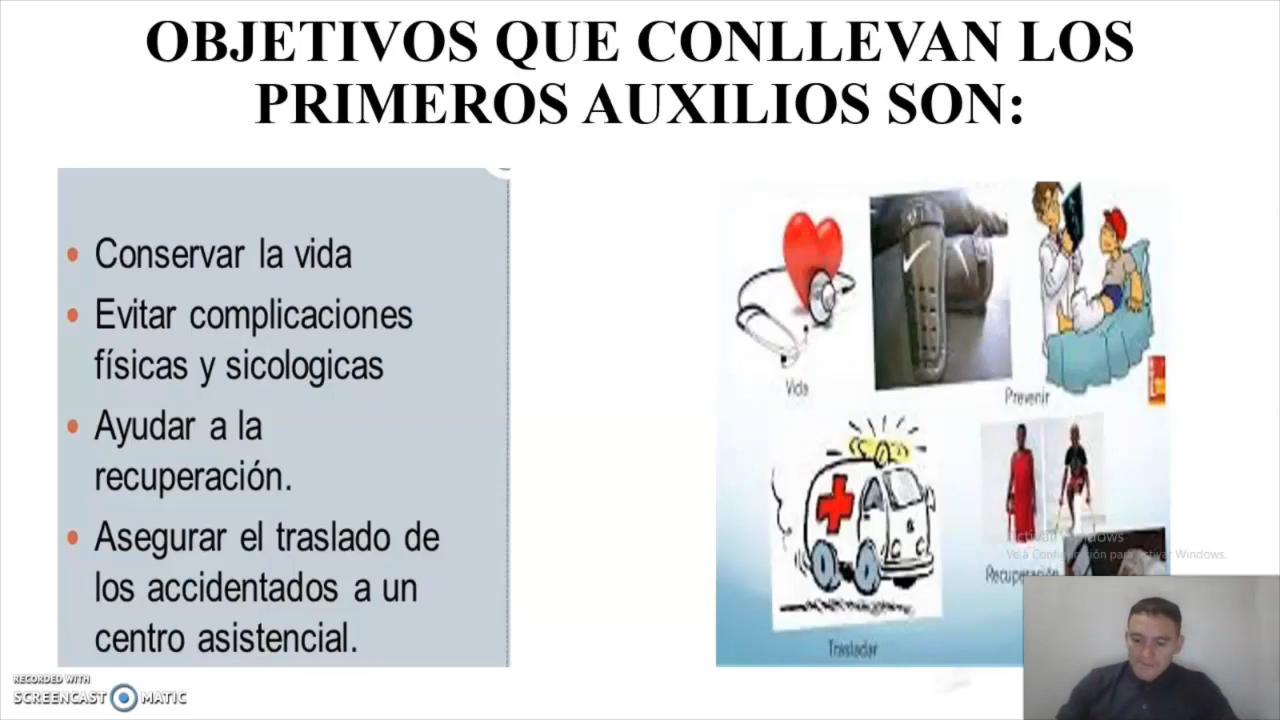 OBJETIVOS QUE CONLLEVAN LOS
PRIMEROS AUXILIOS SON:
• Conservar la vida
• Evitar complicaciones
físicas y sicologicas
• Ayudar a la
recuperación.
• Asegurar el traslado de
los accidentados a un
centro asistencial.
Vida
Prevenir
Trasladar
Recuperación
Activar Windows
Ve a Configuración para activar Windows.
RECORDED WITH
SCREENCAST MATIC